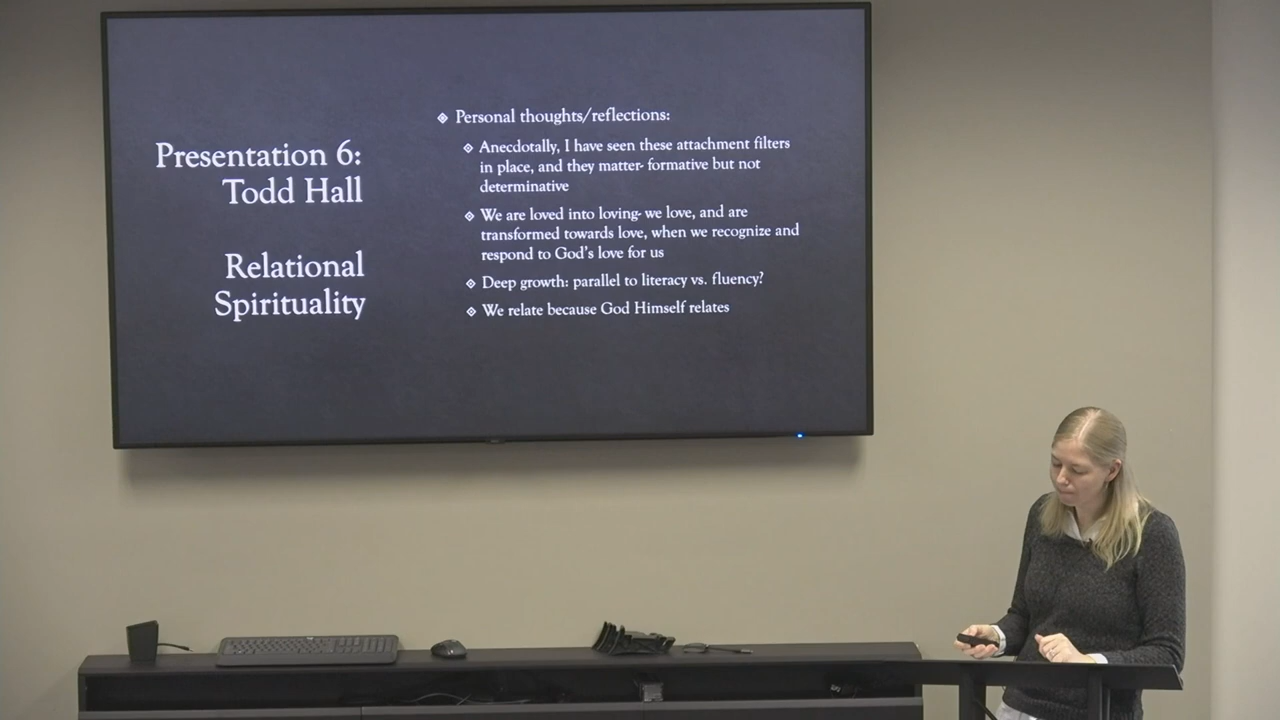 Presentation 6:
Todd Hall
Relational
Spirituality
Personal thoughts/reflections:
Anecdotally, I have seen these attachment filters
in place, and they matter- formative but not
determinative
We are loved into loving- we love, and are
transformed towards love, when we recognize and
respond to God's love for us
Deep growth: parallel to literacy vs. fluency?
We relate because God Himself relates